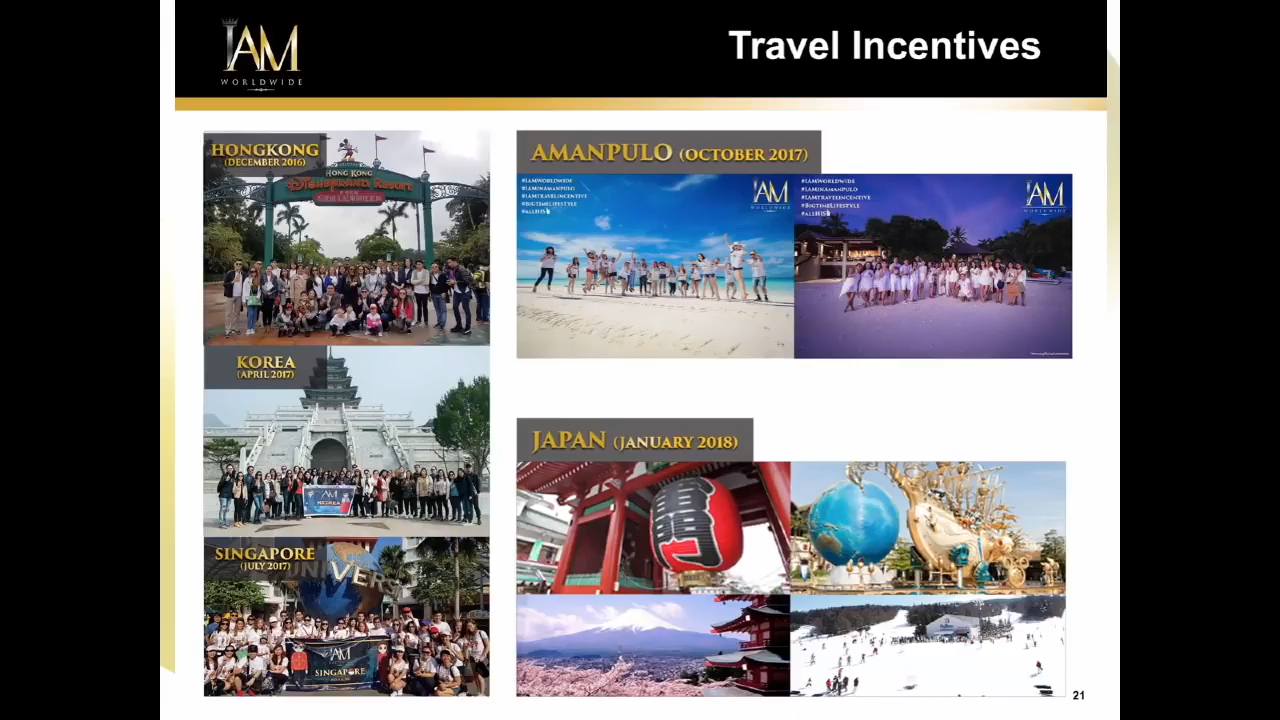 IAM
WORLDWIDE
Travel Incentives
HONGKONG
(DECEMBER 2016)
HONG KONG
DISNEYLAND RESORT
KOREA
(APRIL 2017)
IAM
SINGAPORE
(JULY 2017)
UNIVERS
IAM
SINGAPORE
AMANPULO (OCTOBER 2017)
#IAMWORLDWIDE
#IAMINAMANPULO
#IAMTRAVELINCENTIVE
#BIGTIMELIFESTYLE
IAM
WORLDWIDE
#IAMWORLDWIDE
#IAMINAMANPULO
#IAMTRAVELINCENTIVE
#BIGTIMELIFESTYLE
IAM
WORLDWIDE
JAPAN (JANUARY 2018)
21